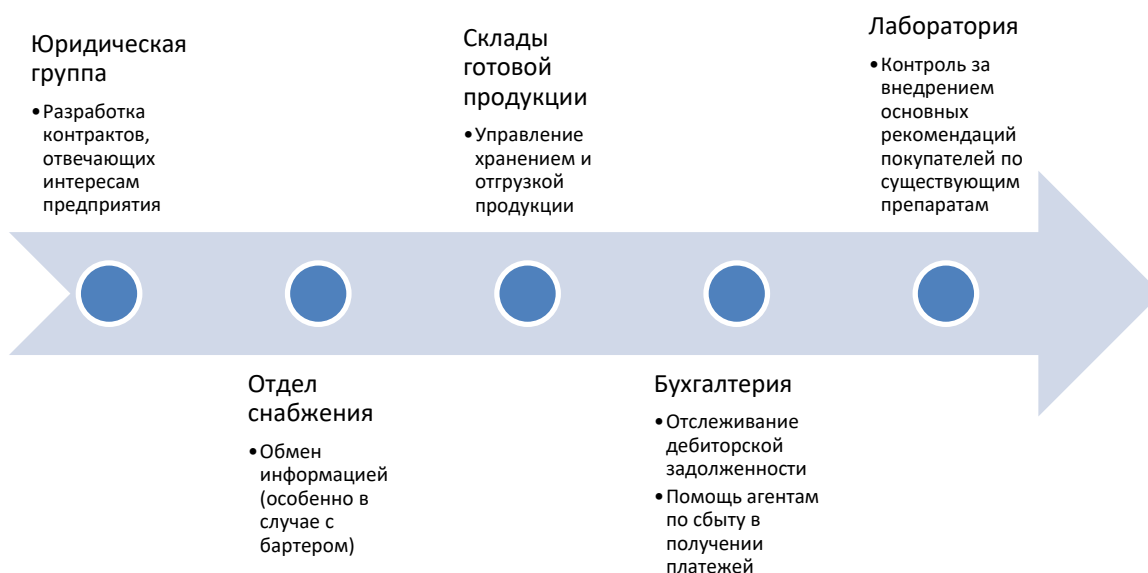 Юридическая
группа
•Разработка
контрактов,
отвечающих
интересам
предприятия
Отдел
снабжения
•Обмен
информацией
(особенно в
случае с
бартером)
Склады
готовой
продукции
•Управление
хранением и
отгрузкой
продукции
Бухгалтерия
•Отслеживание
дебиторской
задолженности
•Помощь агентам
по сбыту в
получении
платежей
Лаборатория
•Контроль за
внедрением
основных
рекомендаций
покупателей по
существующим
препаратам